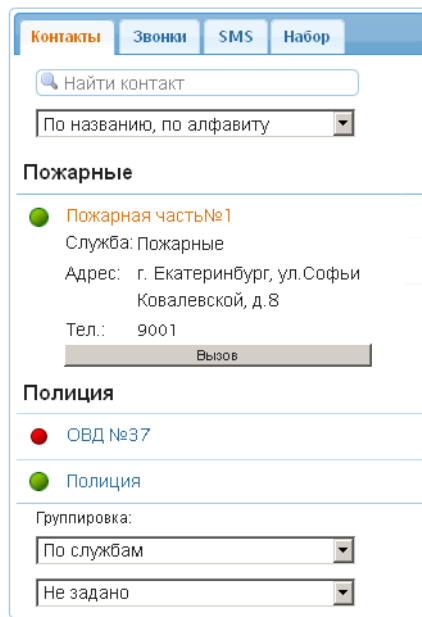 Контакты Звонки SMS Набор
Найти контакт
По названию, по алфавиту
Пожарные
Пожарная часть№1
Служба: Пожарные
Адрес: г. Екатеринбург, ул.Софьи
Ковалевской, д.8
Тел.: 9001
Вызов
Полиция
ОВД №37
Полиция
Группировка:
По службам
Не задано